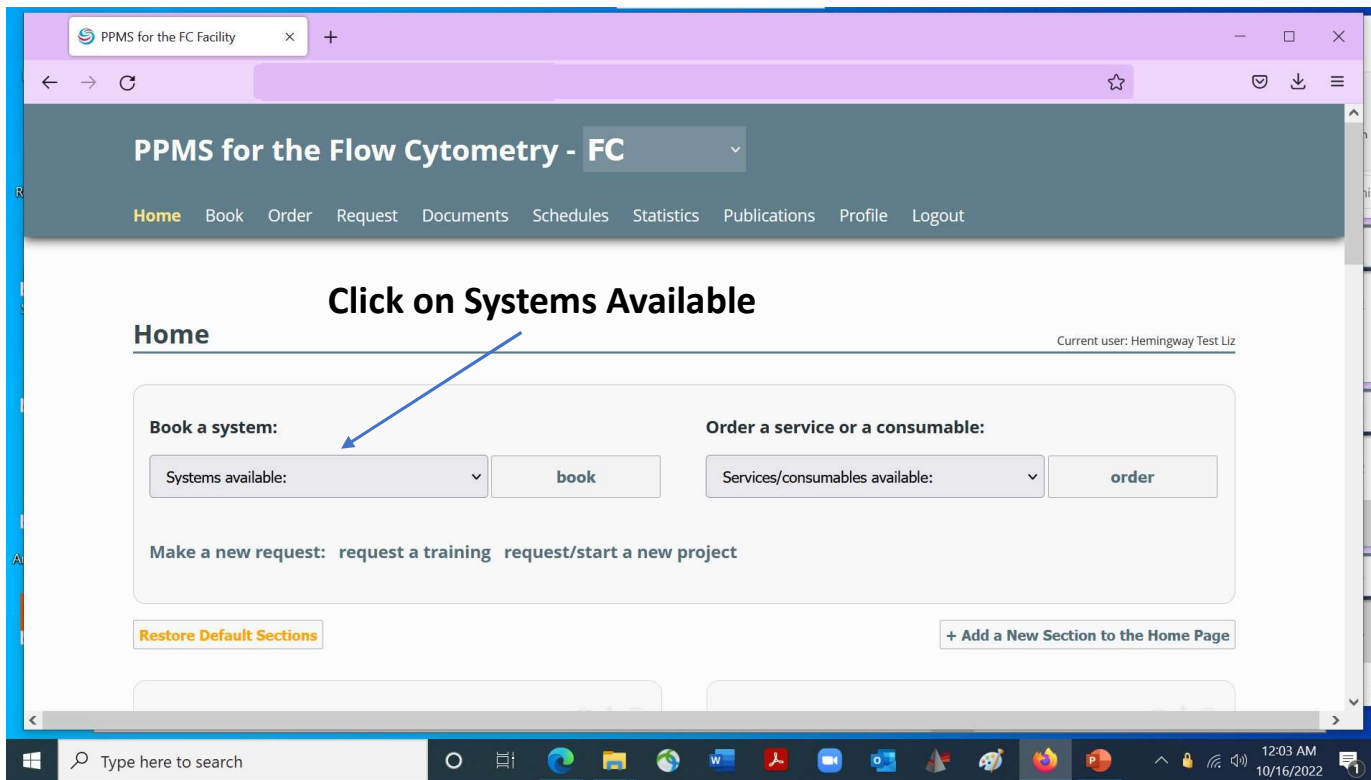 PPMS for the FC Facility
PPMS for the Flow Cytometry - FC
Home Book Order Request Documents Schedules Statistics Publications Profile Logout
Click on Systems Available
Home
Current user: Hemingway Test Liz
Book a system:
Order a service or a consumable:
Systems available:
book
Services/consumables available:
order
Make a new request: request a training request/start a new project
Restore Default Sections
+ Add a New Section to the Home Page
Type here to search
12:03 AM
10/16/2022